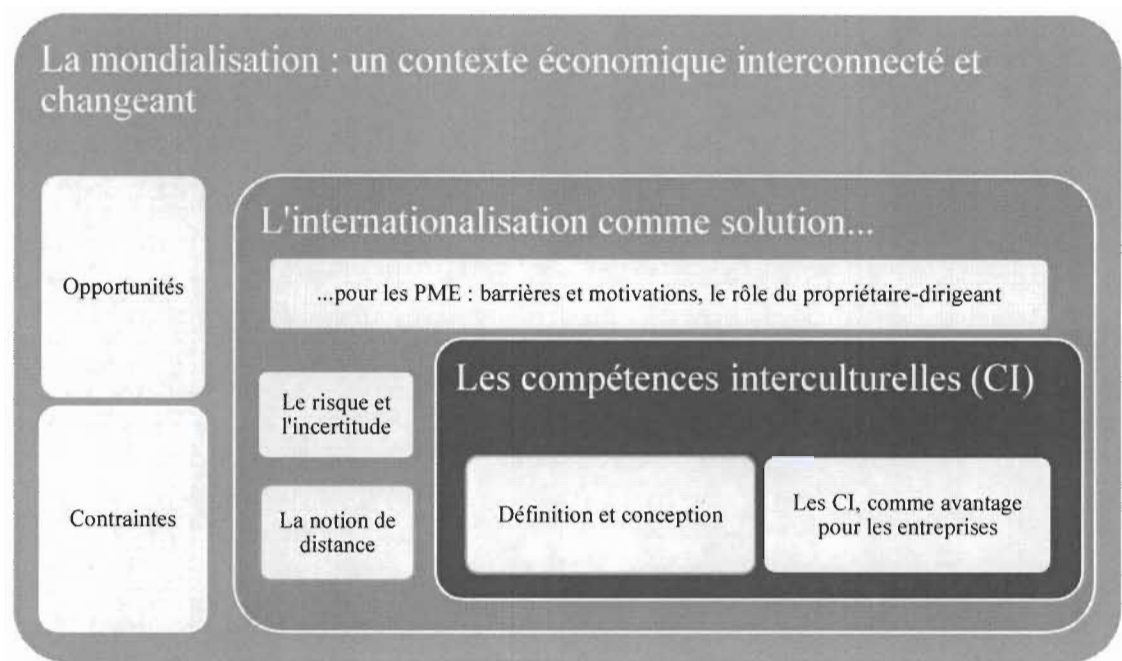 La mondialisation : un contexte économique interconnecté et
changeant
Opportunités
Contraintes
L'internationalisation comme solution...
...pour les PME : barrières et motivations, le rôle du propriétaire-dirigeant
Le risque et
l'incertitude
La notion de
distance
Les compétences interculturelles (CI)
Définition et conception
Les CI, comme avantage
pour les entreprises